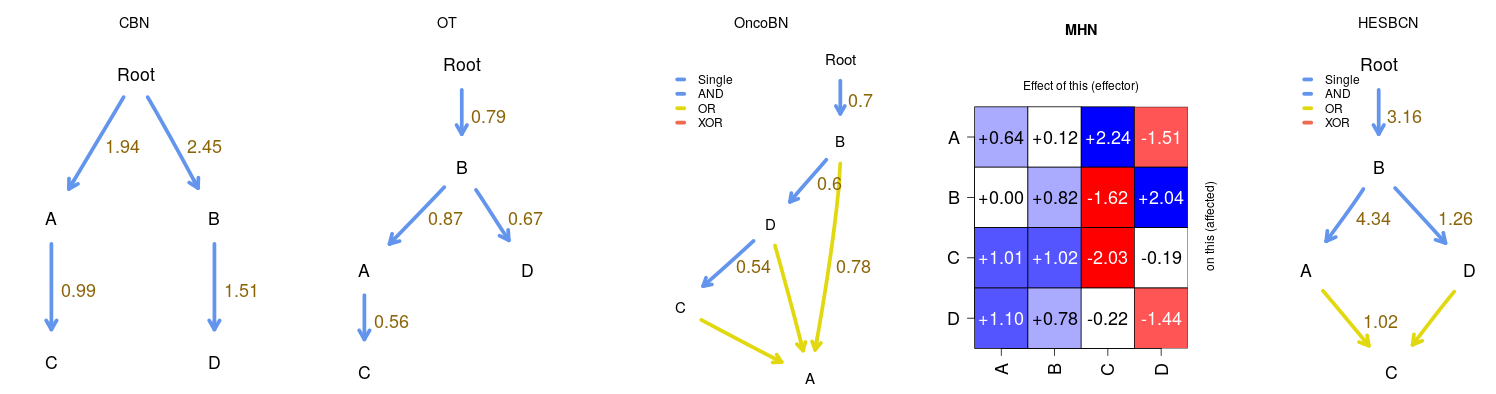 CBN
Root
1.94
2.45
A
B
0.99
1.51
C
D
OT
Root
0.79
B
0.87
0.67
A
D
0.56
C
OncoBN
Single
AND
OR
XOR
Root
0.7
B
0.6
D
0.54
0.78
C
A
MHN
Effect of this (effector)
A +0.64 +0.12 +2.24 -1.51
B +0.00 +0.82 -1.62 +2.04
C +1.01 +1.02 -2.03 -0.19
D +1.10 +0.78 -0.22 -1.44
A B C D
on this (affected)
HESBCN
Root
Single
AND
OR
XOR
3.16
B
4.34
1.26
A
D
1.02
C